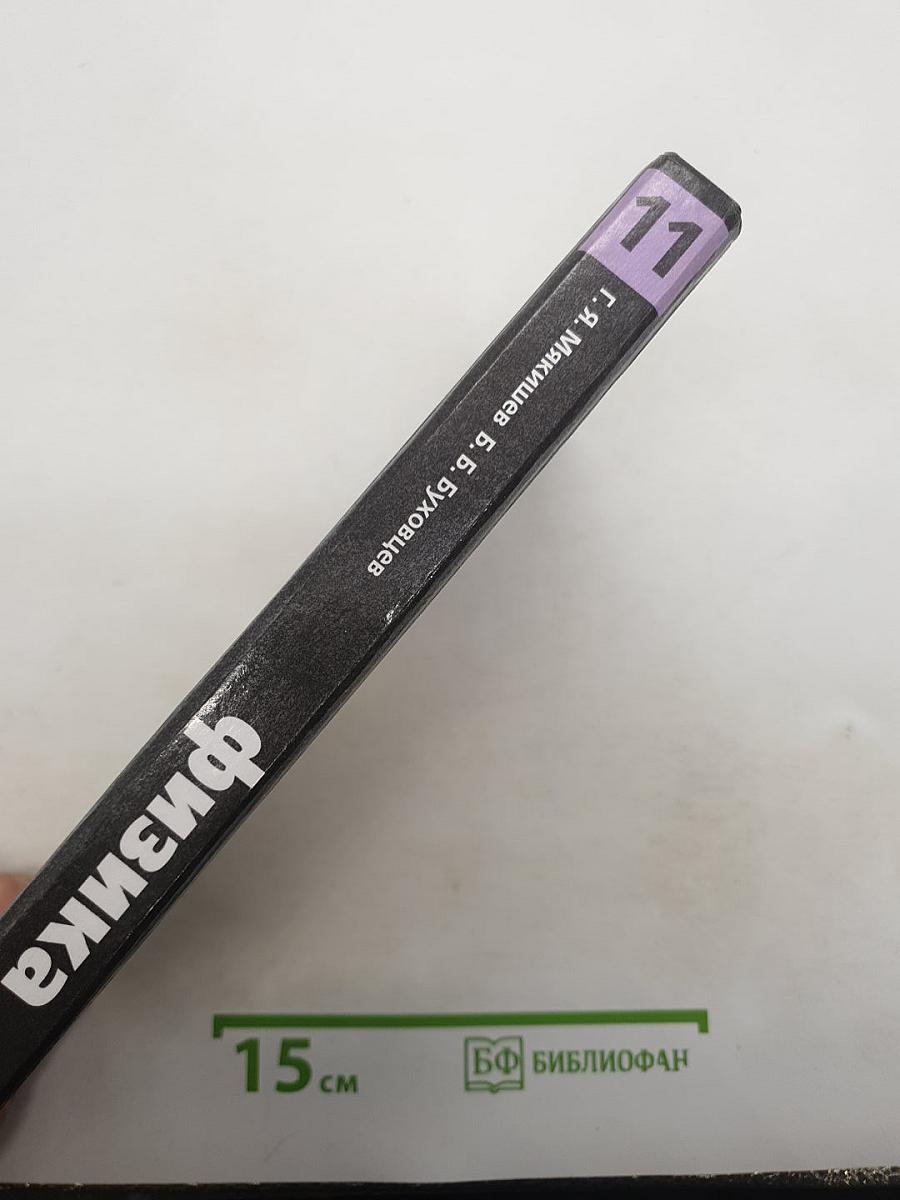 11
Г. Я. Мякишев Б. Б. Буховцев
физика
15 см
БФ БИБЛИОФАН